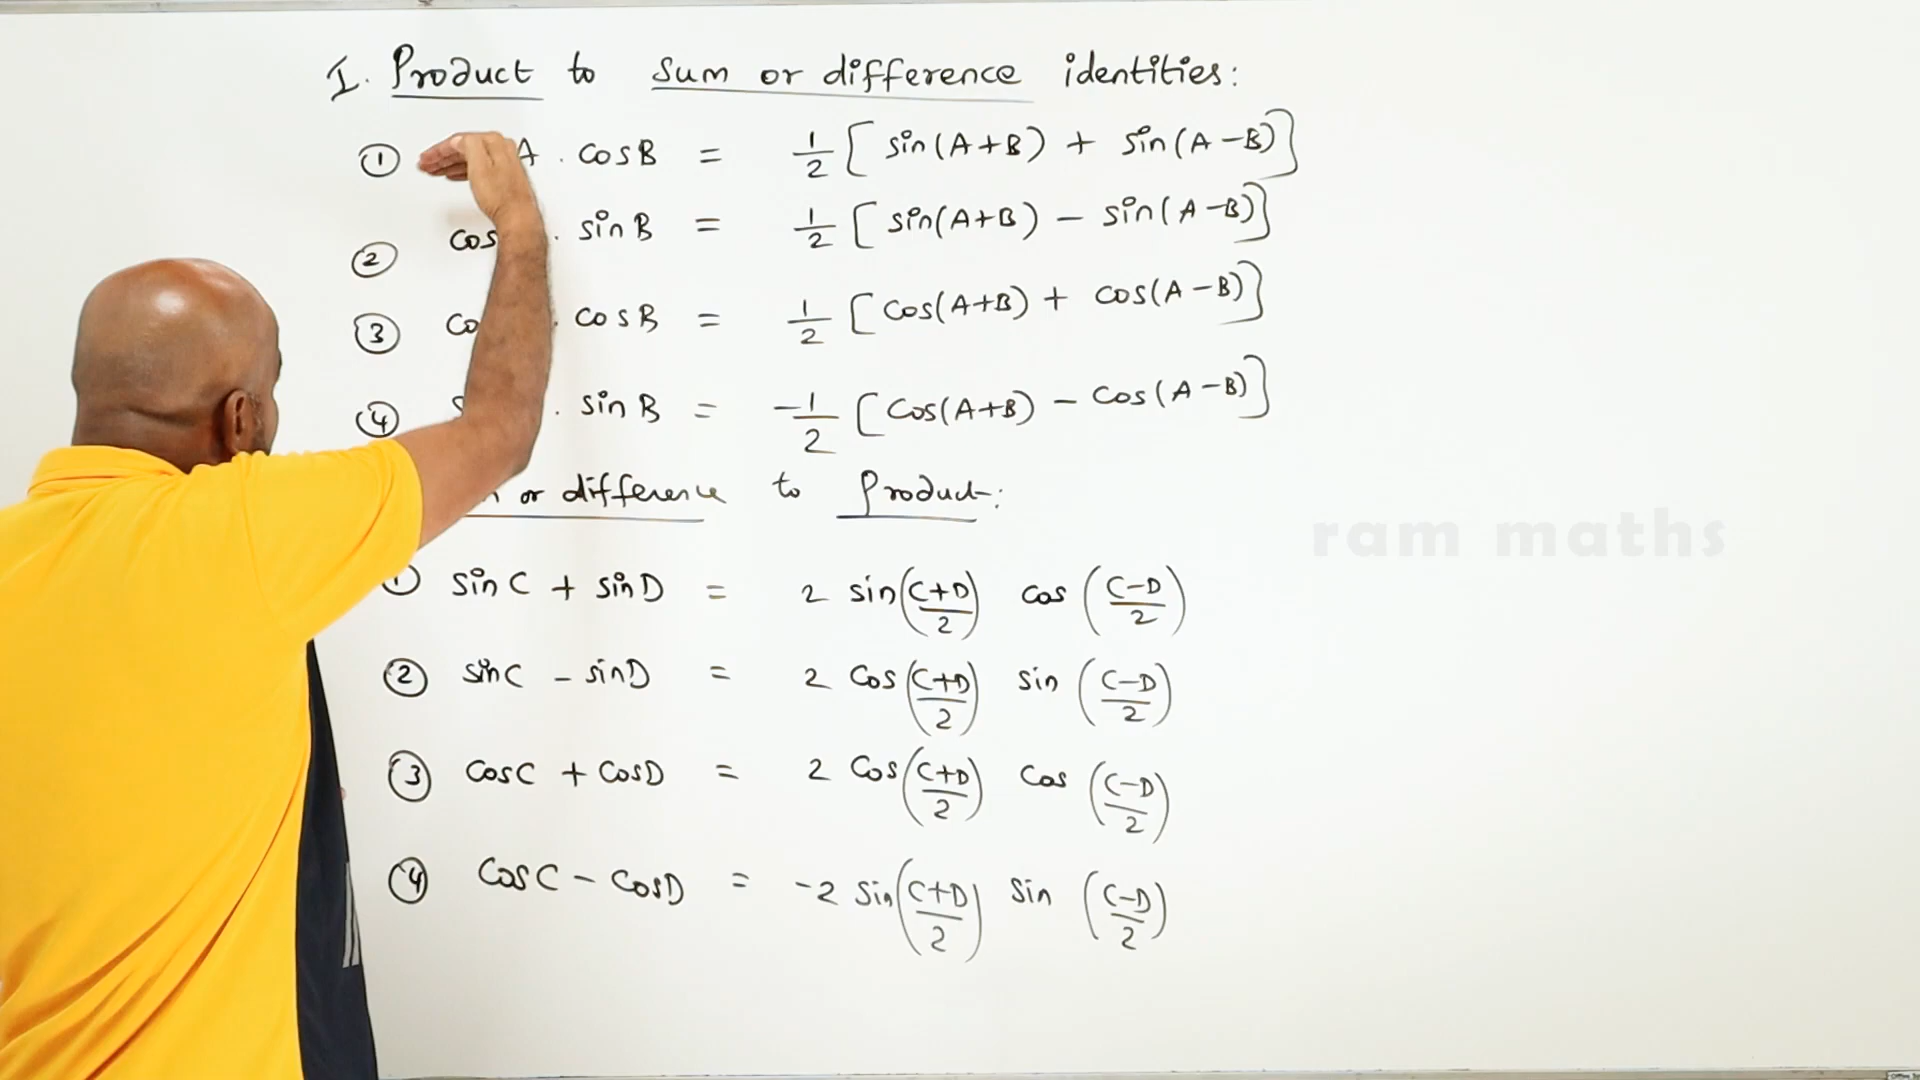 I. Product to sum or difference identities:
① A . cosB = 1/2 [ sin(A+B) + sin(A-B)]
② cos . sinB = 1/2 [ sin(A+B) - sin(A-B)]
③ . cosB = 1/2 [cos(A+B) + cos(A-B)]
④ . sinB = -1/2 [cos(A+B) - cos(A-B)]
or difference to Product:
① sinC + sinD = 2 sin(C+D/2) cos (C-D/2)
② sinC - sinD = 2 cos(C+D/2) sin (C-D/2)
③ cosC + cosD = 2 cos(C+D/2) cos (C-D/2)
④ cosC - cosD = -2 sin(C+D/2) sin (C-D/2)
ram maths